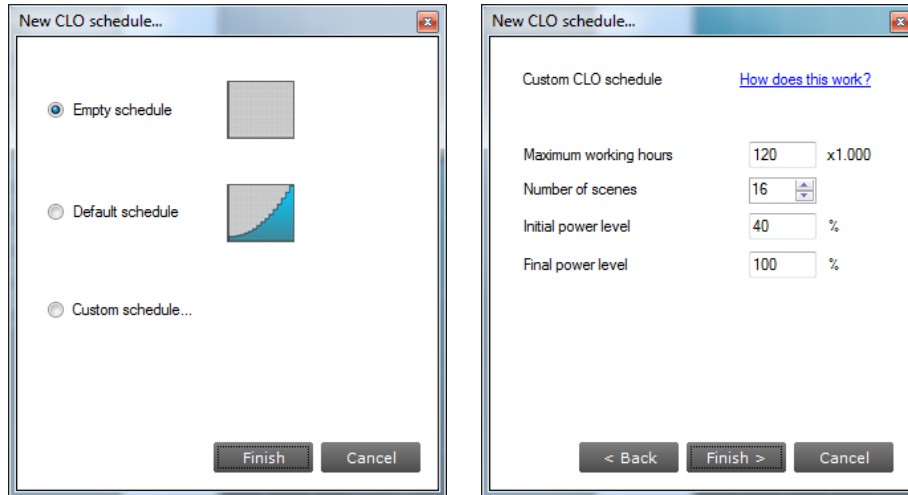 New CLO schedule...
Empty schedule
Default schedule
Custom schedule...
Finish
Cancel
New CLO schedule...
Custom CLO schedule How does this work?
Maximum working hours 120 x1.000
Number of scenes 16
Initial power level 40 %
Final power level 100 %
< Back
Finish >
Cancel